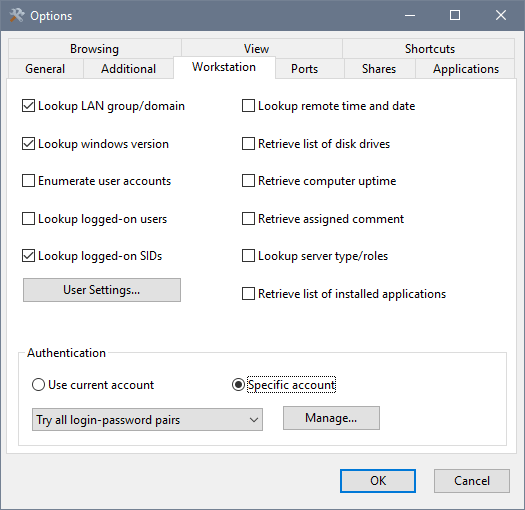 Options
Browsing View Shortcuts
General Additional Workstation Ports Shares Applications
Lookup LAN group/domain
Lookup windows version
Enumerate user accounts
Lookup logged-on users
Lookup logged-on SIDs
User Settings...
Lookup remote time and date
Retrieve list of disk drives
Retrieve computer uptime
Retrieve assigned comment
Lookup server type/roles
Retrieve list of installed applications
Authentication
Use current account Specific account
Try all login-password pairs Manage...
OK Cancel